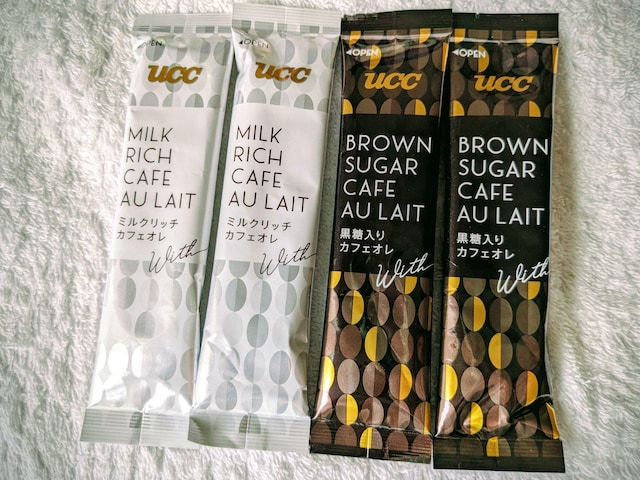 OPEN
ucc
MILK
RICH
CAFE
AU LAIT
ミルクリッチ
カフェオレ
With
OPEN
ucc
MILK
RICH
CAFE
AU LAIT
ミルクリッチ
カフェオレ
With
◂OPEN
ucc
BROWN
SUGAR
CAFE
AU LAIT
黒糖入り
カフェオレ
With
◂OPEN
ucc
BROWN
SUGAR
CAFE
AU LAIT
黒糖入り
カフェオレ
With